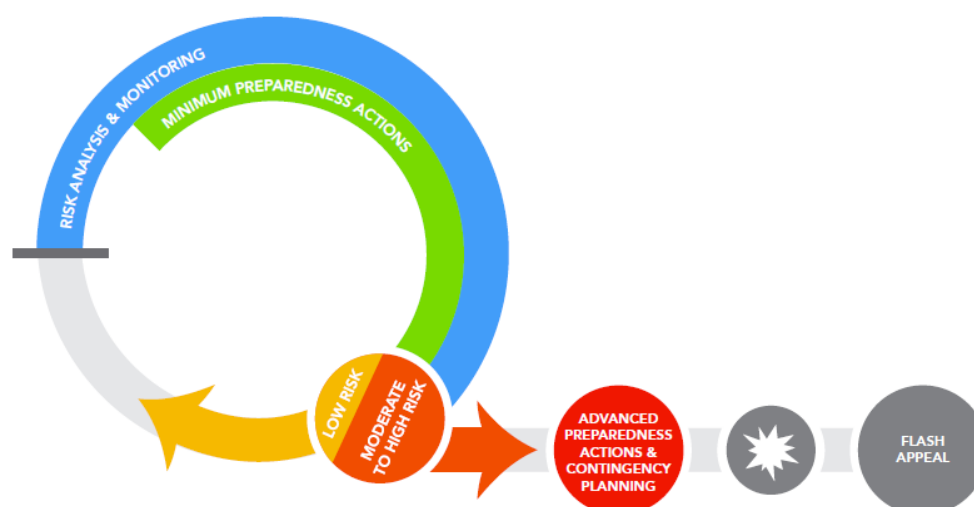 RISK ANALYSIS & MONITORING
MINIMUM PREPAREDNESS ACTIONS
LOW RISK
MODERATE
TO HIGH RISK
ADVANCED
PREPAREDNESS
ACTIONS &
CONTINGENCY
PLANNING
FLASH
APPEAL